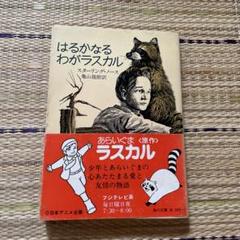 はるかなる
わがラスカル
スターリング・ノース
亀山龍樹訳
あらいぐま〈原作〉
ラスカル
少年とあらいぐまの
心あたたまる愛と
友情の物語
フジテレビ系
毎日曜日夜
7:30~8:00
©日本アニメ企画